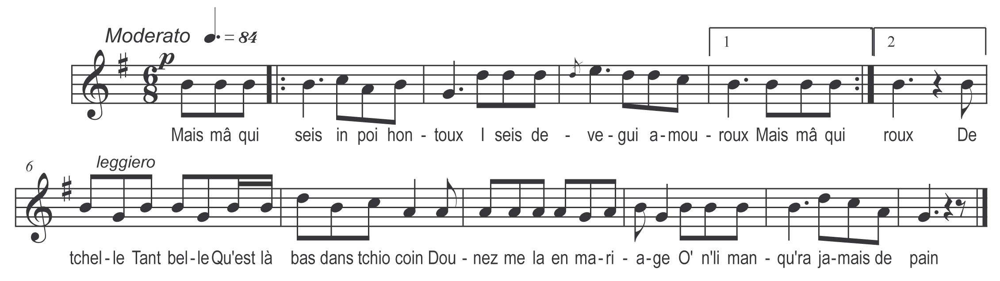 Moderato ♩. = 84
1 2
p
6
8
Mais mâ qui seis in poi hon - toux I seis de - ve - gui a - mou - roux Mais mâ qui roux De
6 leggiero
tchel - le Tant bel - le Qu'est là bas dans tchio coin Dou - nez me la en ma - ri - a - ge O' n'li man - qu'ra ja - mais de pain